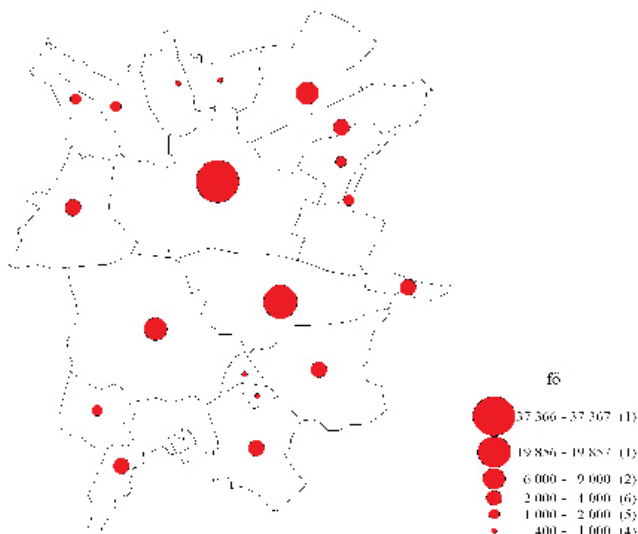 fő
37 366 - 37 367 (1)
19 856 - 19 857 (1)
6 000 - 9 000 (2)
2 000 - 4 000 (6)
1 000 - 2 000 (5)
400 - 1 000 (4)